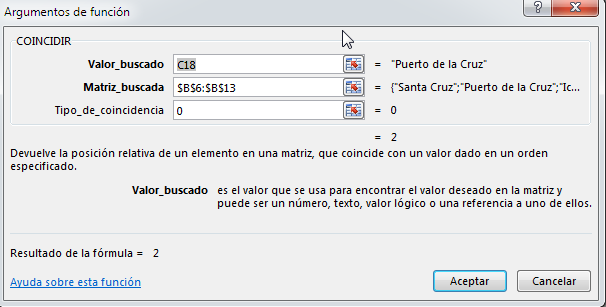 Argumentos de función
COINCIDIR
Valor_buscado C18 = "Puerto de la Cruz"
Matriz_buscada $B$6:$B$13 = {"Santa Cruz";"Puerto de la Cruz";"Ic...
Tipo_de_coincidencia 0 = 0
= 2
Devuelve la posición relativa de un elemento en una matriz, que coincide con un valor dado en un orden
especificado.
Valor_buscado es el valor que se usa para encontrar el valor deseado en la matriz y
puede ser un número, texto, valor lógico o una referencia a uno de ellos.
Resultado de la fórmula = 2
Ayuda sobre esta función Aceptar Cancelar